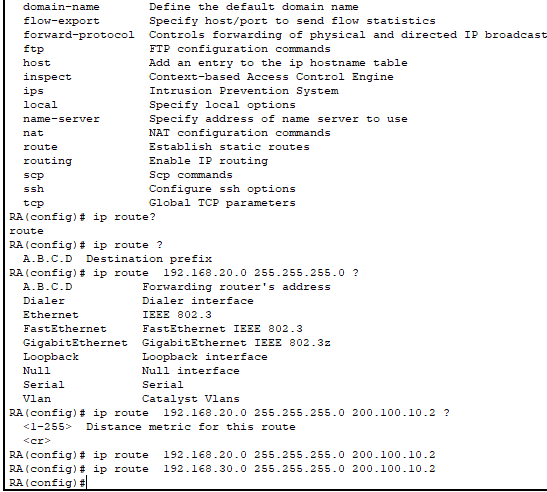 domain-name Define the default domain name
flow-export Specify host/port to send flow statistics
forward-protocol Controls forwarding of physical and directed IP broadcast
ftp FTP configuration commands
host Add an entry to the ip hostname table
inspect Context-based Access Control Engine
ips Intrusion Prevention System
local Specify local options
name-server Specify address of name server to use
nat NAT configuration commands
route Establish static routes
routing Enable IP routing
scp Scp commands
ssh Configure ssh options
tcp Global TCP parameters
RA(config)# ip route?
route
RA(config)# ip route ?
A.B.C.D Destination prefix
RA(config)# ip route 192.168.20.0 255.255.255.0 ?
A.B.C.D Forwarding router's address
Dialer Dialer interface
Ethernet IEEE 802.3
FastEthernet FastEthernet IEEE 802.3
GigabitEthernet GigabitEthernet IEEE 802.3z
Loopback Loopback interface
Null Null interface
Serial Serial
Vlan Catalyst Vlans
RA(config)# ip route 192.168.20.0 255.255.255.0 200.100.10.2 ?
<1-255> Distance metric for this route
<cr>
RA(config)# ip route 192.168.20.0 255.255.255.0 200.100.10.2
RA(config)# ip route 192.168.30.0 255.255.255.0 200.100.10.2
RA(config)#